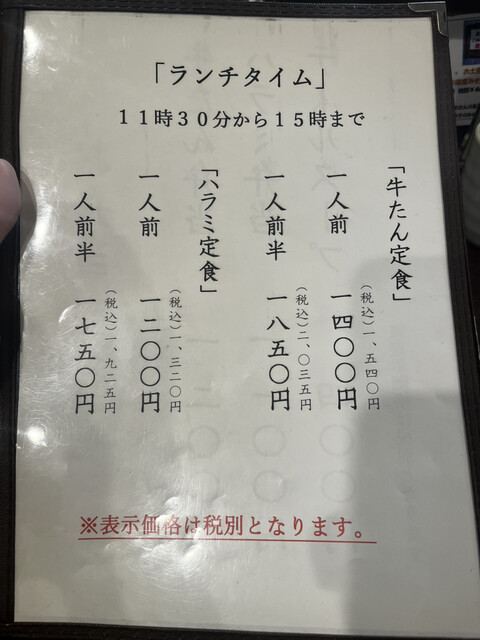 「ランチタイム」
11時30分から15時まで
「牛たん定食」
一人前 一四〇〇円
(税込)一、五四〇円
一人前半 一八五〇円
(税込)二、〇三五円
「ハラミ定食」
一人前 一二〇〇円
(税込)一、三二〇円
一人前半 一七五〇円
(税込)一、九二五円
※表示価格は税別となります。